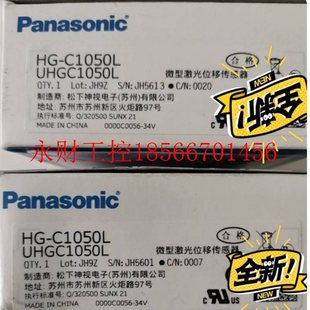 Panasonic
HG-C1050L
UHGC1050L
微型激光位移传感器
合格
QTY. 1 Lot: JH9Z S/N: JH5613 ●C/N: 0020
制造商: 松下神视电子(苏州)有限公司
地址: 苏州市苏州新区火炬路97号
执行标准号: Q/320500 SUNX 21
MADE IN CHINA 0000C0056-34V
全新!
永财工控18566701456
Panasonic
HG-C1050L
UHGC1050L
微型激光位移传感器
合格
QTY. 1 Lot: JH9Z S/N: JH5601 ●C/N: 0007
制造商: 松下神视电子(苏州)有限公司
地址: 苏州市苏州新区火炬路97号
执行标准号: Q/320500 SUNX 21
MADE IN CHINA 0000C0056-34V
全新!